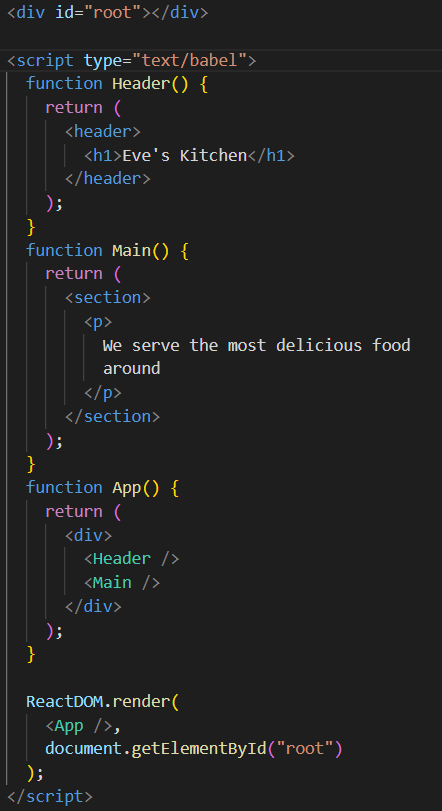 <div id="root"></div>

<script type="text/babel">
  function Header() {
    return (
      <header>
        <h1>Eve's Kitchen</h1>
      </header>
    );
  }
  function Main() {
    return (
      <section>
        <p>
          We serve the most delicious food
          around
        </p>
      </section>
    );
  }
  function App() {
    return (
      <div>
        <Header />
        <Main />
      </div>
    );
  }

  ReactDOM.render(
    <App />,
    document.getElementById("root")
  );
</script>